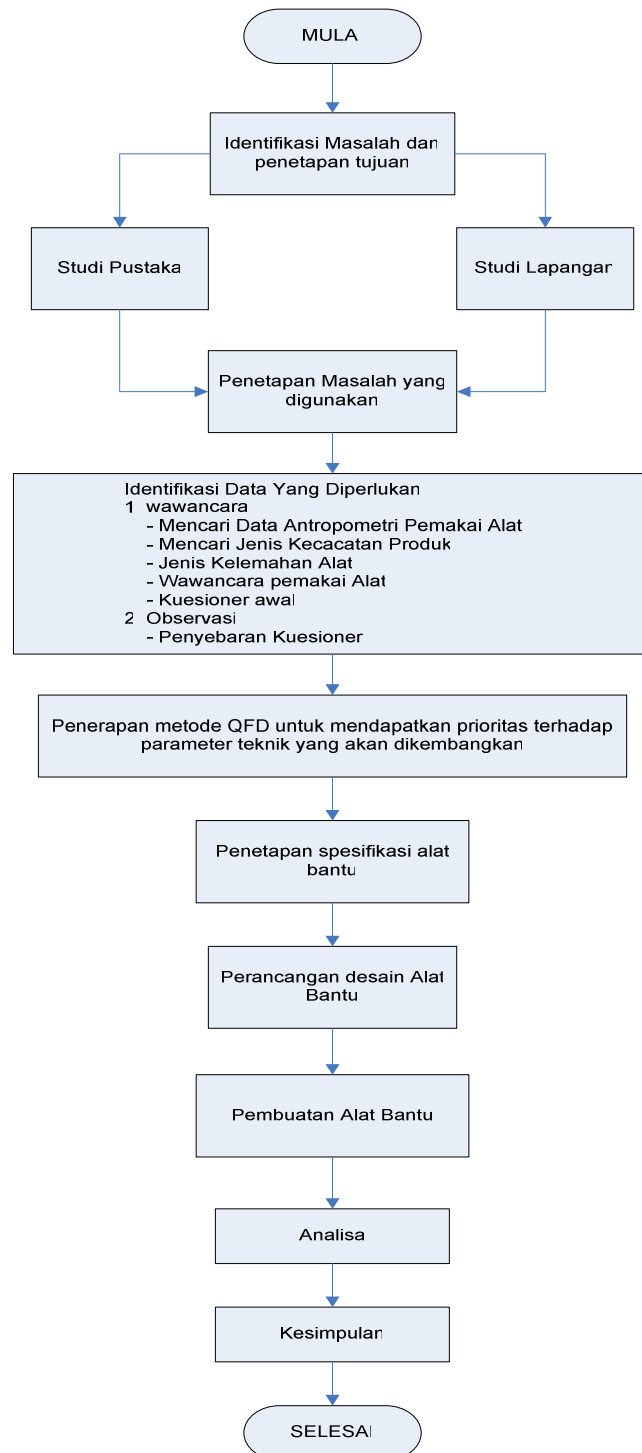 MULA
Identifikasi Masalah dan
penetapan tujuan
Studi Pustaka
Studi Lapangan
Penetapan Masalah yang
digunakan
Identifikasi Data Yang Diperlukan
1 wawancara
- Mencari Data Antropometri Pemakai Alat
- Mencari Jenis Kecacatan Produk
- Jenis Kelemahan Alat
- Wawancara pemakai Alat
- Kuesioner awal
2 Observasi
- Penyebaran Kuesioner
Penerapan metode QFD untuk mendapatkan prioritas terhadap
parameter teknik yang akan dikembangkan
Penetapan spesifikasi alat
bantu
Perancangan desain Alat
Bantu
Pembuatan Alat Bantu
Analisa
Kesimpulan
SELESAI